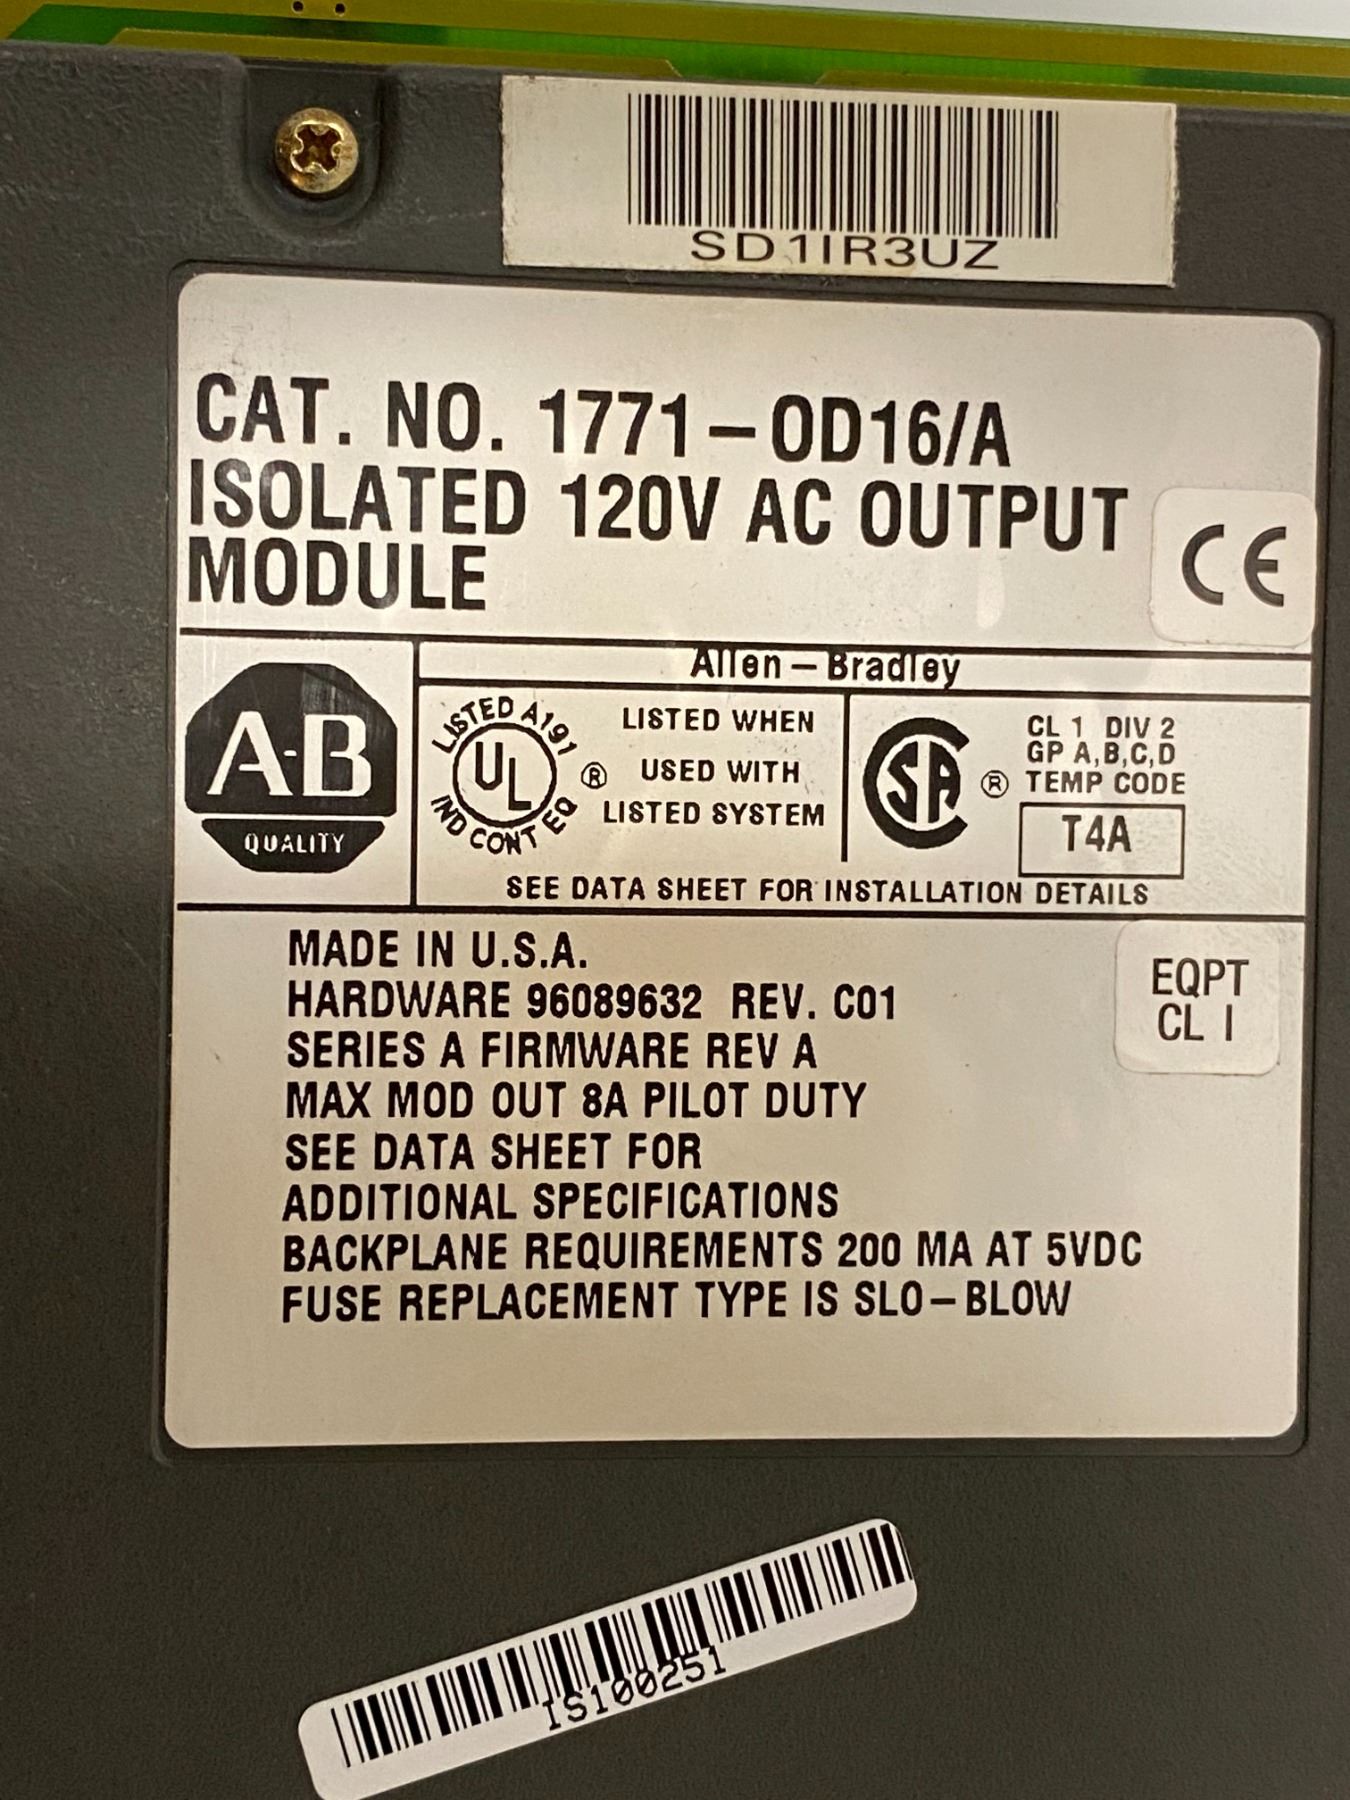 SD1IR3UZ
CAT. NO. 1771-OD16/A
ISOLATED 120V AC OUTPUT
MODULE
CE
Allen-Bradley
A-B
QUALITY
LISTED A191
UL
IND CONT EQ
®
LISTED WHEN
USED WITH
LISTED SYSTEM
SA
®
CL 1 DIV 2
GP A,B,C,D
TEMP CODE
T4A
SEE DATA SHEET FOR INSTALLATION DETAILS
MADE IN U.S.A.
HARDWARE 96089632 REV. C01
SERIES A FIRMWARE REV A
MAX MOD OUT 8A PILOT DUTY
SEE DATA SHEET FOR
ADDITIONAL SPECIFICATIONS
BACKPLANE REQUIREMENTS 200 MA AT 5VDC
FUSE REPLACEMENT TYPE IS SLO-BLOW
EQPT
CL I
IS100251